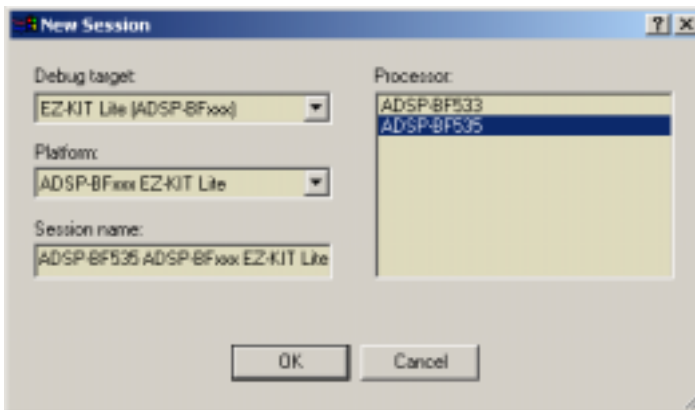 New Session
Debug target:
EZ-KIT Lite (ADSP-BFxxx)
Platform:
ADSP-BFxxx EZ-KIT Lite
Session name:
ADSP-BF535 ADSP-BFxxx EZ-KIT Lite
Processor:
ADSP-BF533
ADSP-BF535
OK
Cancel